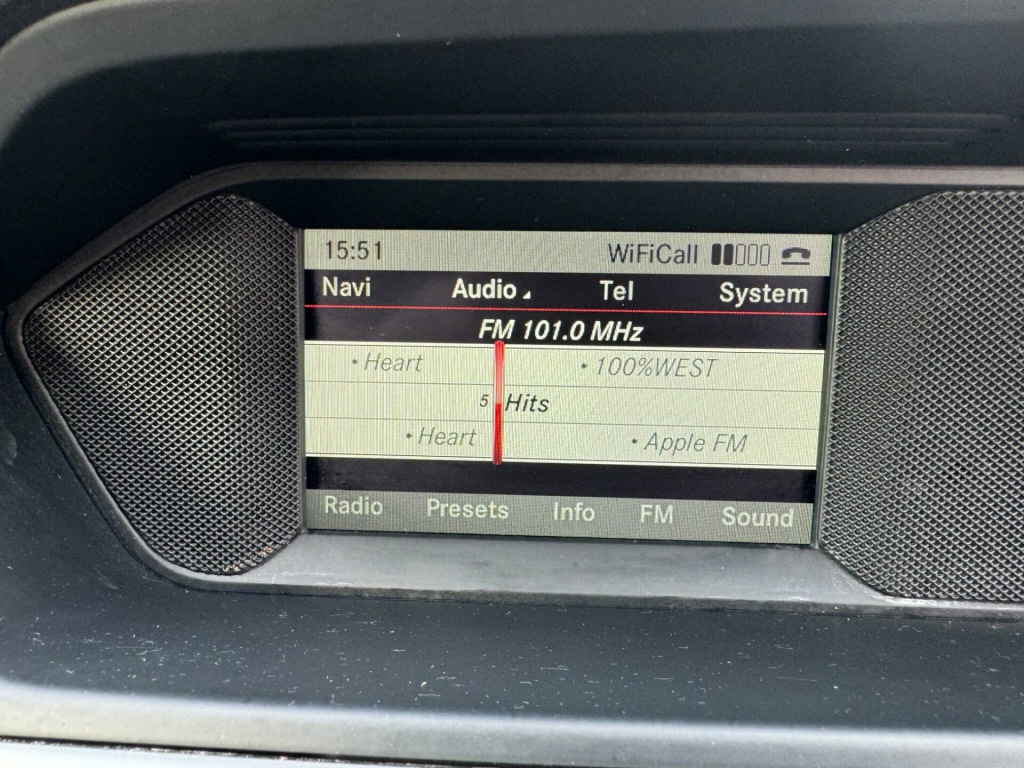 15:51 WiFiCall
Navi Audio Tel System
FM 101.0 MHz
• Heart • 100%WEST
5 Hits
• Heart • Apple FM
Radio Presets Info FM Sound